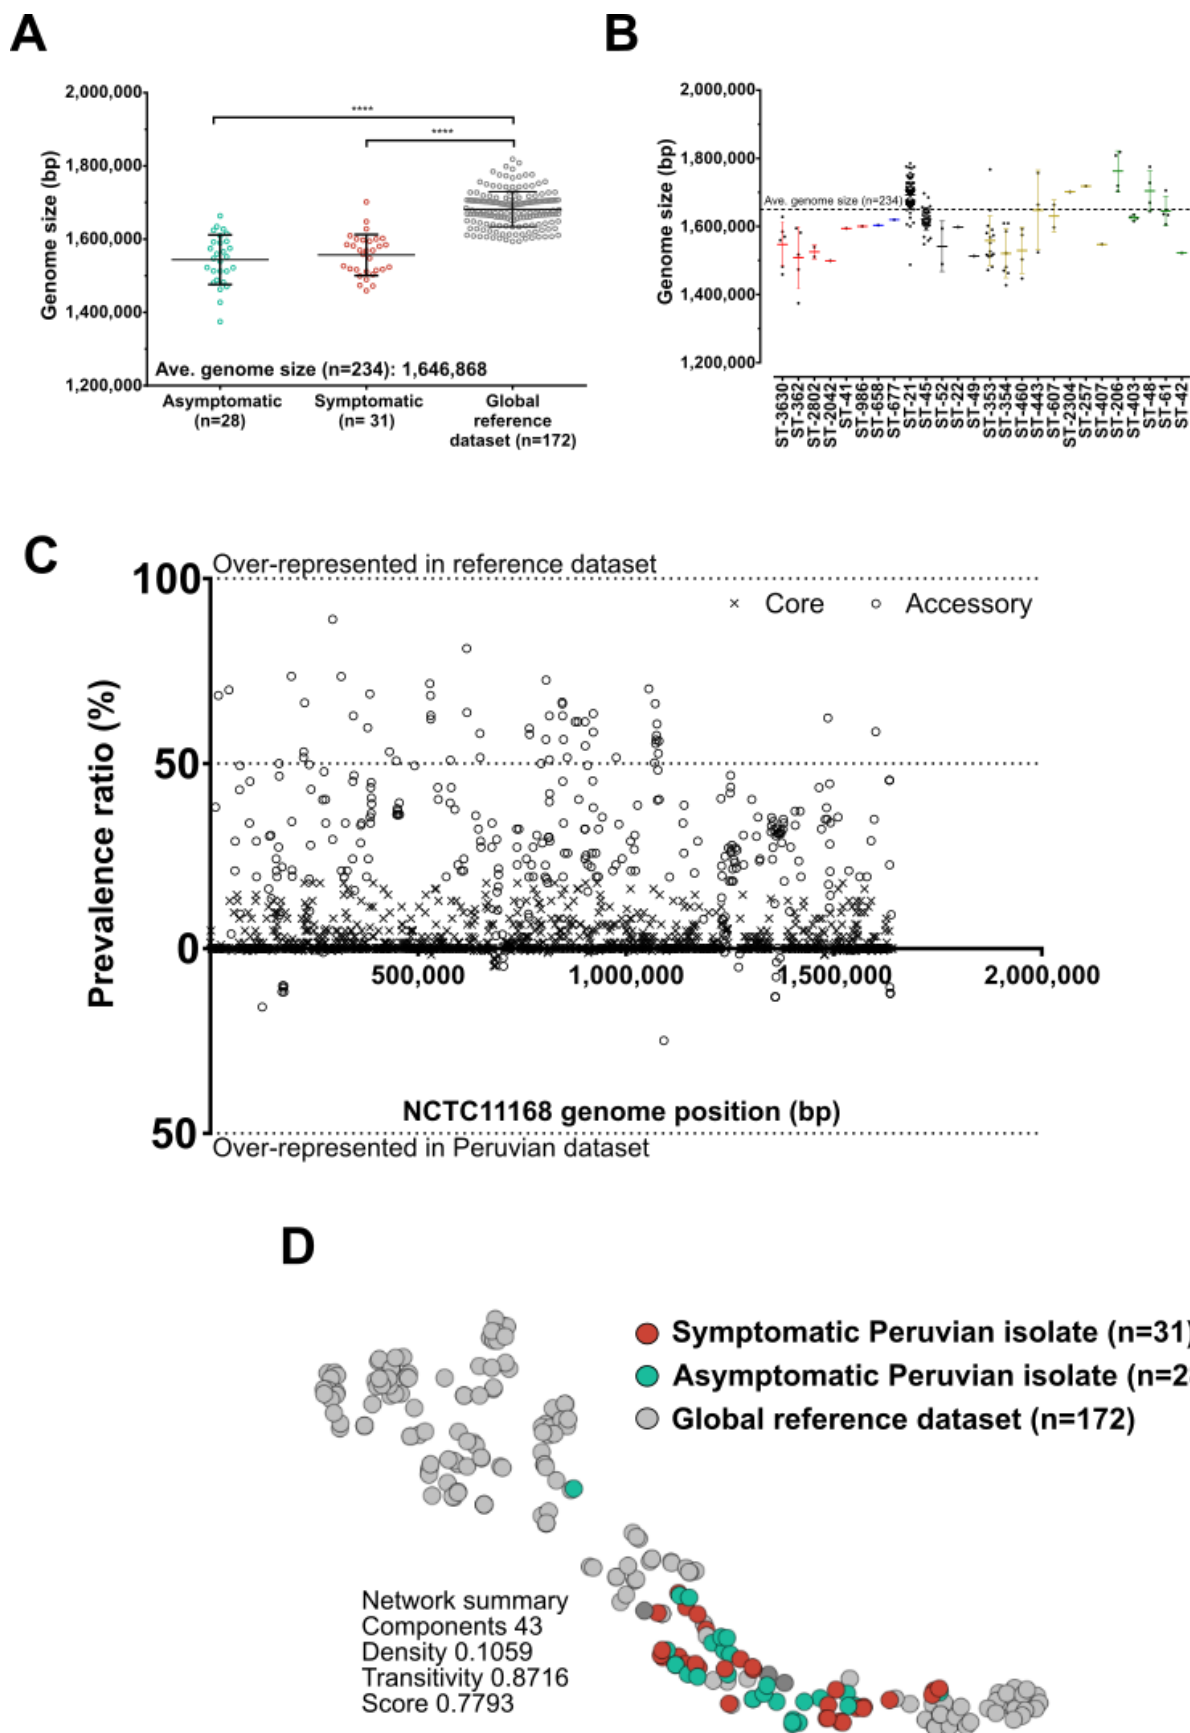 A
B
2,000,000
1,800,000
1,600,000
1,400,000
1,200,000
Genome size (bp)
****
****
Ave. genome size (n=234): 1,646,868
Asymptomatic
(n=28)
Symptomatic
(n= 31)
Global
reference
dataset (n=172)
2,000,000
1,800,000
1,600,000
1,400,000
1,200,000
Genome size (bp)
Ave. genome size (n=234)
ST-3630
ST-362
ST-2802
ST-2042
ST-41
ST-986
ST-658
ST-677
ST-21
ST-45
ST-52
ST-22
ST-49
ST-353
ST-354
ST-460
ST-443
ST-607
ST-2304
ST-257
ST-407
ST-206
ST-403
ST-48
ST-61
ST-42
C
Over-represented in reference dataset
100
50
0
50
× Core ○ Accessory
Prevalence ratio (%)
500,000
1,000,000
1,500,000
2,000,000
NCTC11168 genome position (bp)
Over-represented in Peruvian dataset
D
Symptomatic Peruvian isolate (n=31)
Asymptomatic Peruvian isolate (n=2
Global reference dataset (n=172)
Network summary
Components 43
Density 0.1059
Transitivity 0.8716
Score 0.7793